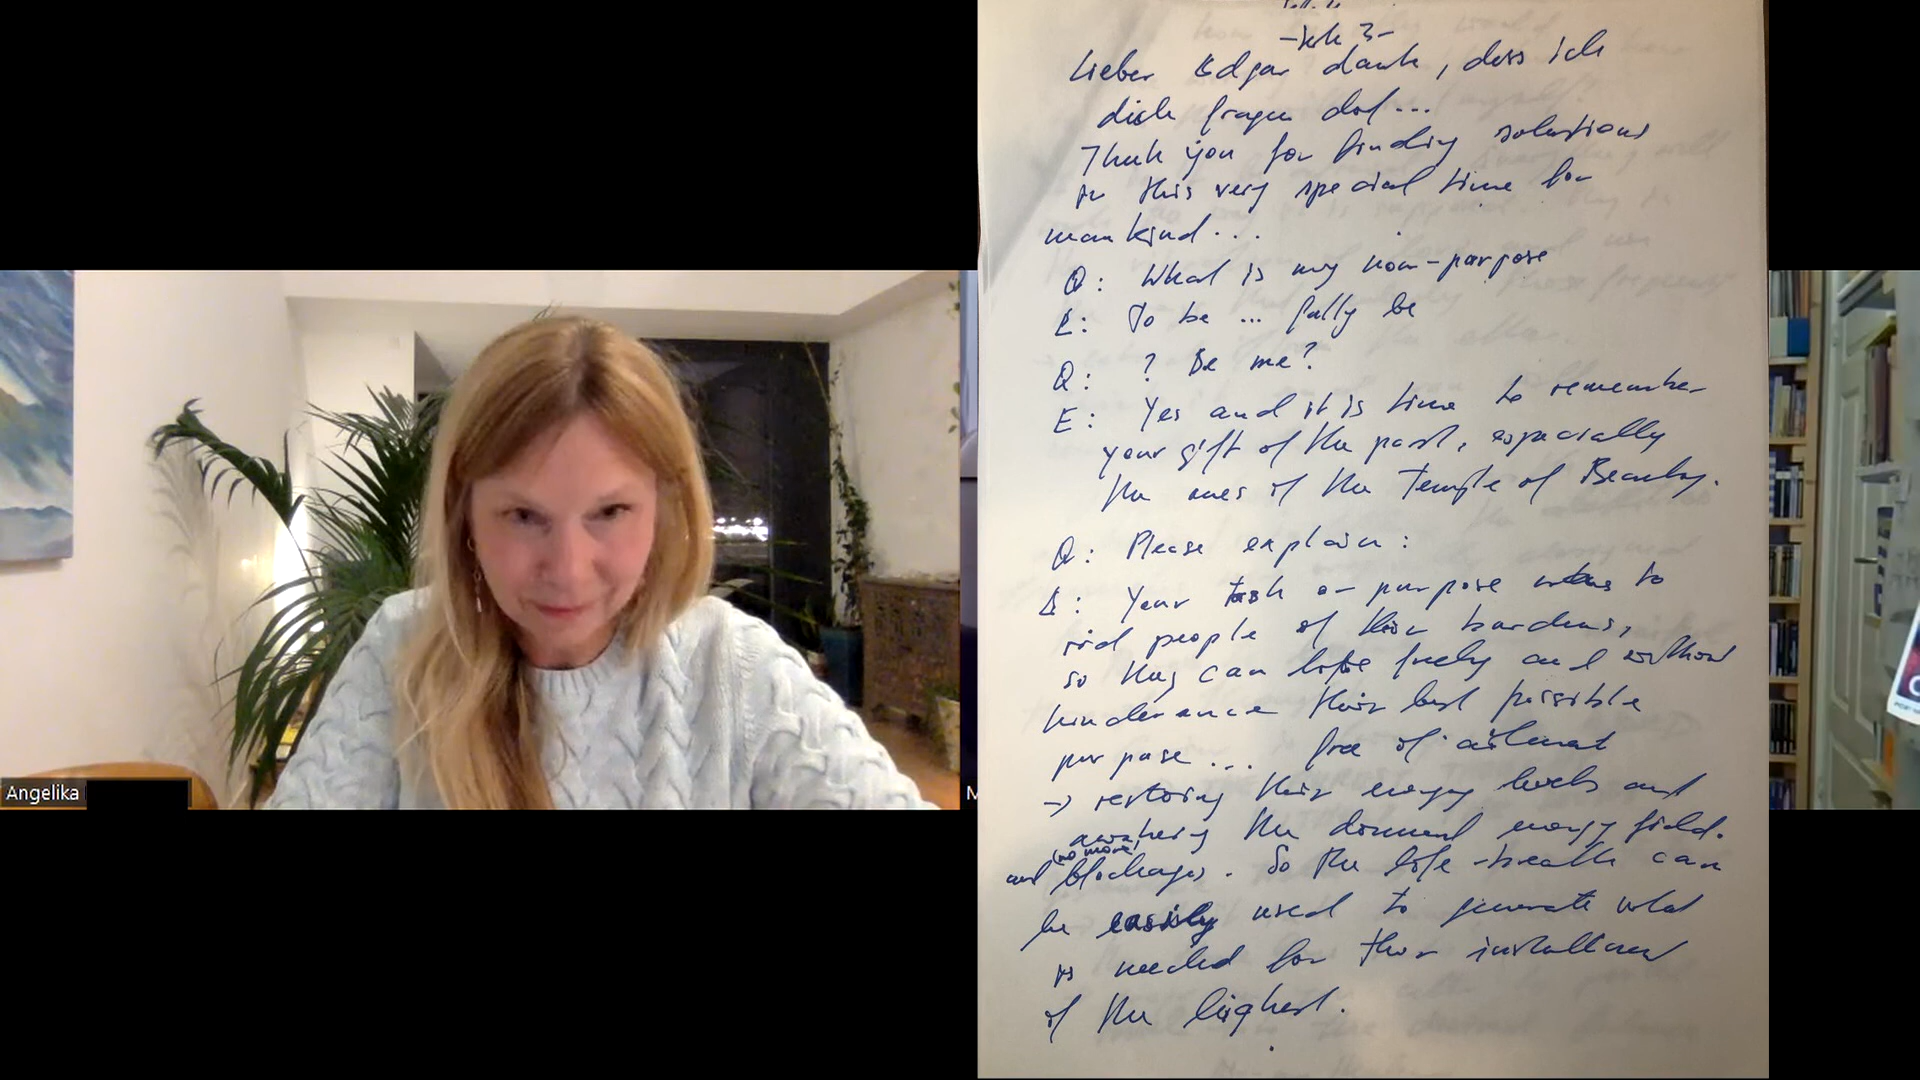 Angelika
-Seite 3-
Lieber Edgar danke, dass ich
dich fragen darf...
Thank you for finding solutions
in this very special time for
mankind...
Q: What is my now-purpose
E: To be ... fully be
Q: ? Be me?
E: Yes and it is time to remember
your gift of the past, especially
the ones of the Temple of Beauty.
Q: Please explain:
E: Your task or purpose was to
rid people of their burdens,
so they can live freely and without
hinderance their best possible
purpose ... free of
→ restoring their energy levels and
awakening the dormant energy field.
(no more)
and blockages. So the life-breath can
be easily used to generate what
is needed for their
of the highest.